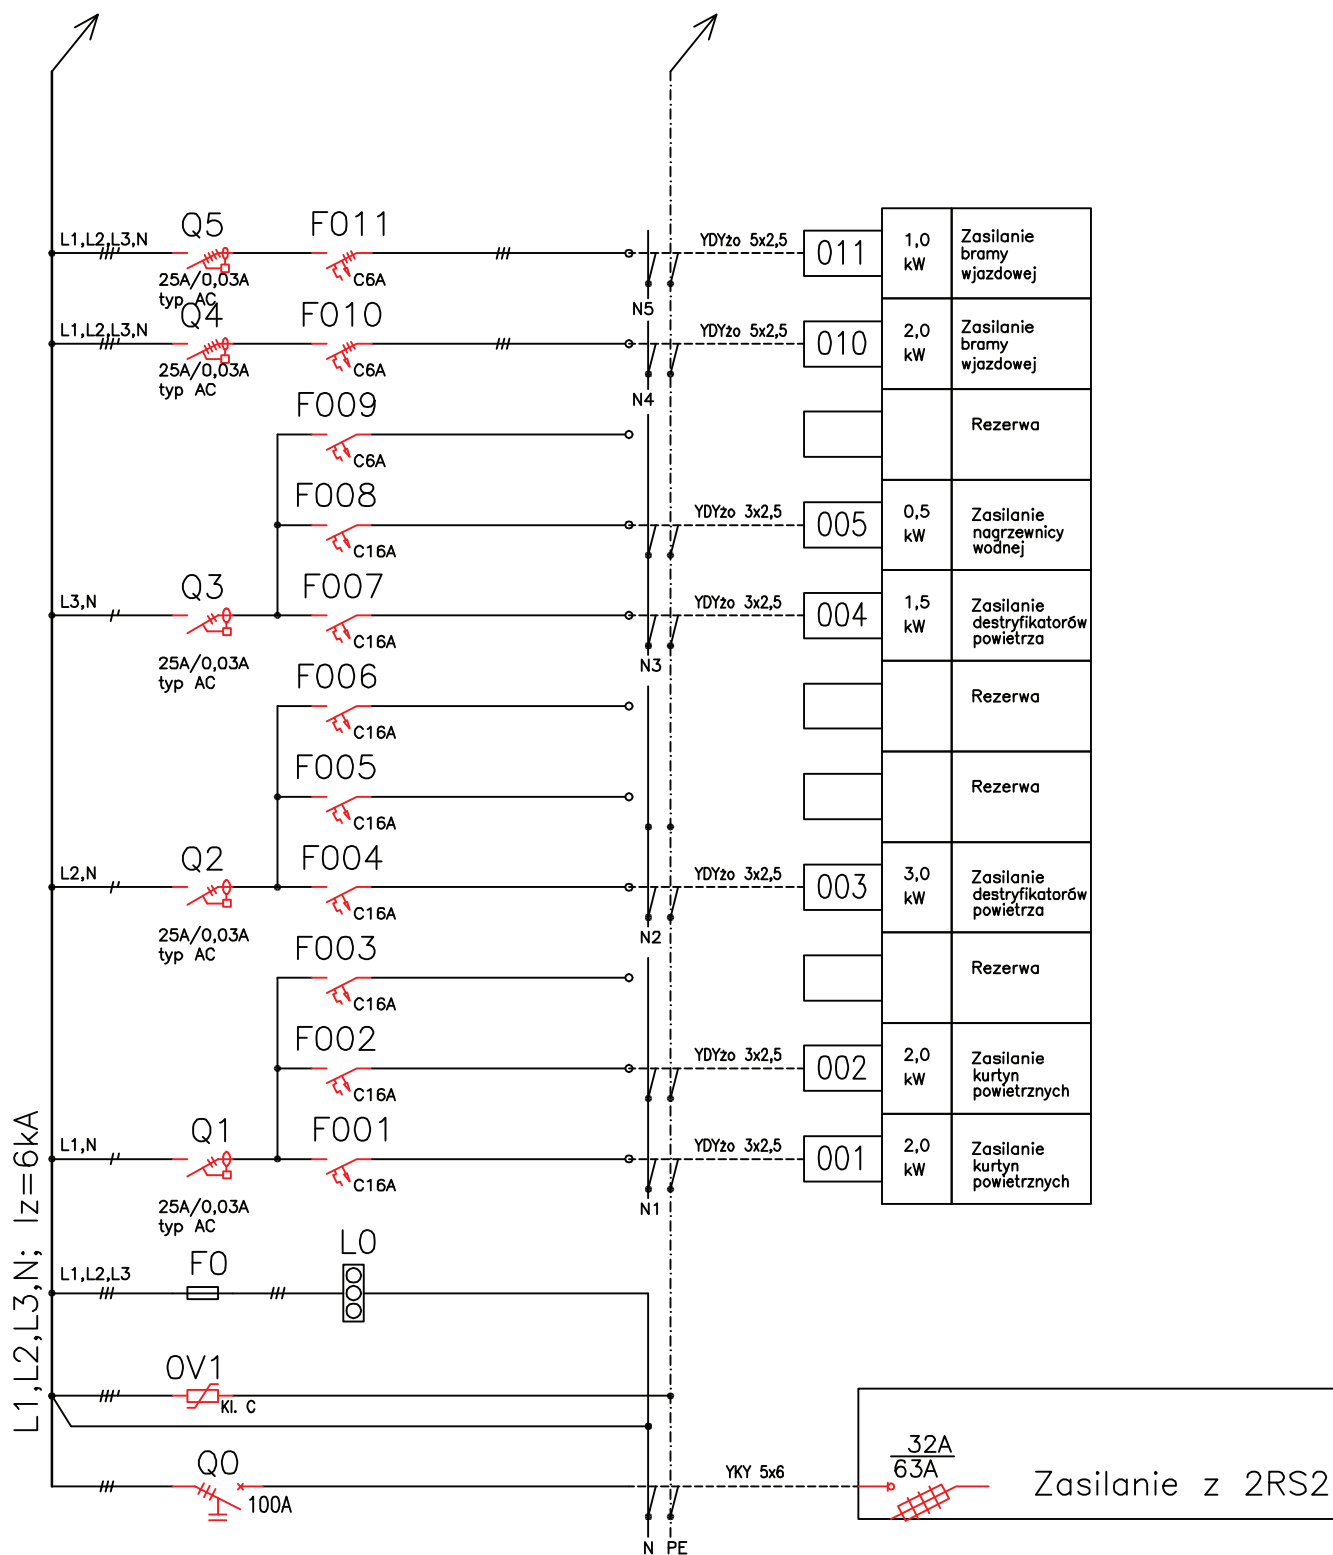 Q5
F011
L1,L2,L3,N
25A/0,03A
typ AC
C6A
N5
YDYżo 5x2,5
011
1,0
kW
Zasilanie
bramy
wjazdowej
Q4
F010
L1,L2,L3,N
25A/0,03A
typ AC
C6A
N4
YDYżo 5x2,5
010
2,0
kW
Zasilanie
bramy
wjazdowej
F009
C6A
Rezerwa
F008
C16A
YDYżo 3x2,5
005
0,5
kW
Zasilanie
nagrzewnicy
wodnej
Q3
F007
L3,N
25A/0,03A
typ AC
C16A
N3
YDYżo 3x2,5
004
1,5
kW
Zasilanie
destryfikatorów
powietrza
F006
C16A
Rezerwa
F005
C16A
Rezerwa
Q2
F004
L2,N
25A/0,03A
typ AC
C16A
N2
YDYżo 3x2,5
003
3,0
kW
Zasilanie
destryfikatorów
powietrza
F003
C16A
Rezerwa
F002
C16A
YDYżo 3x2,5
002
2,0
kW
Zasilanie
kurtyn
powietrznych
Q1
F001
L1,N
25A/0,03A
typ AC
C16A
N1
YDYżo 3x2,5
001
2,0
kW
Zasilanie
kurtyn
powietrznych
L1,L2,L3,N; Iz=6kA
L1,L2,L3
F0
L0
0V1
Kl. C
Q0
100A
YKY 5x6
32A
63A
Zasilanie z 2RS2
N
PE